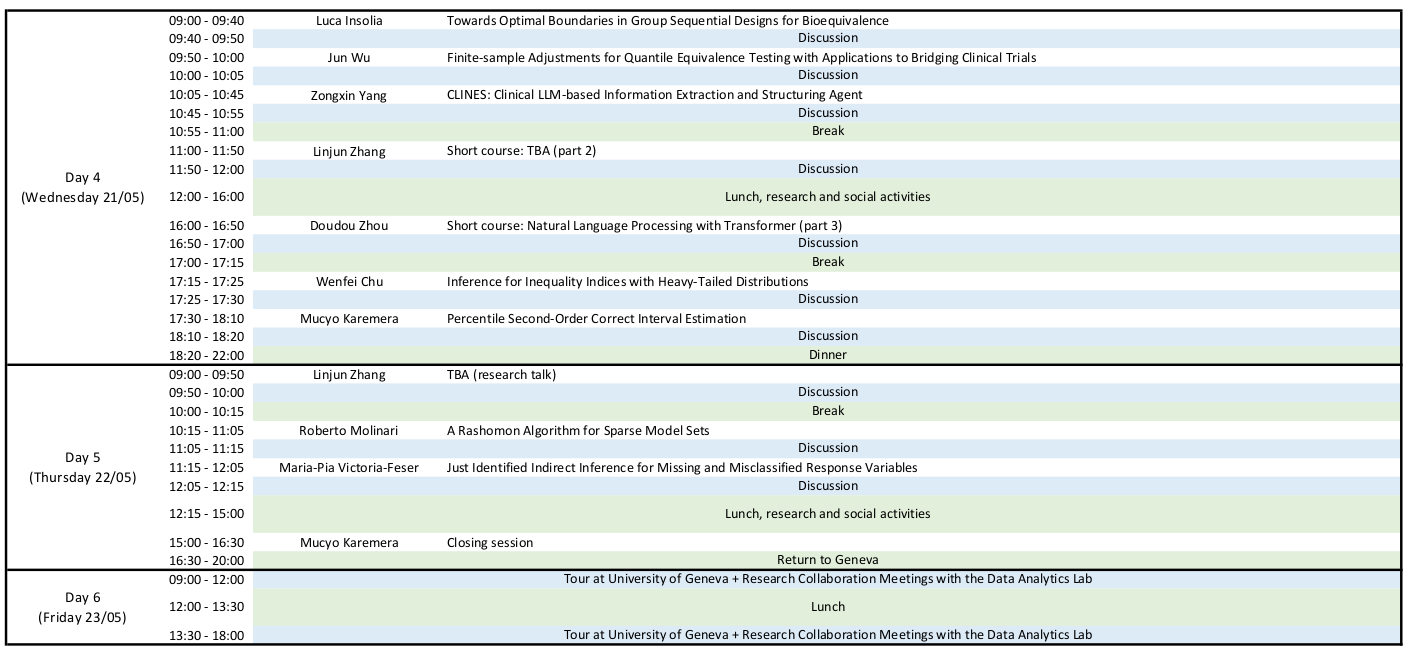 09:00 - 09:40 Luca Insolia Towards Optimal Boundaries in Group Sequential Designs for Bioequivalence
09:40 - 09:50 Discussion
09:50 - 10:00 Jun Wu Finite-sample Adjustments for Quantile Equivalence Testing with Applications to Bridging Clinical Trials
10:00 - 10:05 Discussion
10:05 - 10:45 Zongxin Yang CLINES: Clinical LLM-based Information Extraction and Structuring Agent
10:45 - 10:55 Discussion
10:55 - 11:00 Break
11:00 - 11:50 Linjun Zhang Short course: TBA (part 2)
11:50 - 12:00 Discussion
Day 4
(Wednesday 21/05)
12:00 - 16:00 Lunch, research and social activities
16:00 - 16:50 Doudou Zhou Short course: Natural Language Processing with Transformer (part 3)
16:50 - 17:00 Discussion
17:00 - 17:15 Break
17:15 - 17:25 Wenfei Chu Inference for Inequality Indices with Heavy-Tailed Distributions
17:25 - 17:30 Discussion
17:30 - 18:10 Mucyo Karemera Percentile Second-Order Correct Interval Estimation
18:10 - 18:20 Discussion
18:20 - 22:00 Dinner
09:00 - 09:50 Linjun Zhang TBA (research talk)
09:50 - 10:00 Discussion
10:00 - 10:15 Break
10:15 - 11:05 Roberto Molinari A Rashomon Algorithm for Sparse Model Sets
11:05 - 11:15 Discussion
Day 5
(Thursday 22/05)
11:15 - 12:05 Maria-Pia Victoria-Feser Just Identified Indirect Inference for Missing and Misclassified Response Variables
12:05 - 12:15 Discussion
12:15 - 15:00 Lunch, research and social activities
15:00 - 16:30 Mucyo Karemera Closing session
16:30 - 20:00 Return to Geneva
09:00 - 12:00 Tour at University of Geneva + Research Collaboration Meetings with the Data Analytics Lab
Day 6
(Friday 23/05)
12:00 - 13:30 Lunch
13:30 - 18:00 Tour at University of Geneva + Research Collaboration Meetings with the Data Analytics Lab